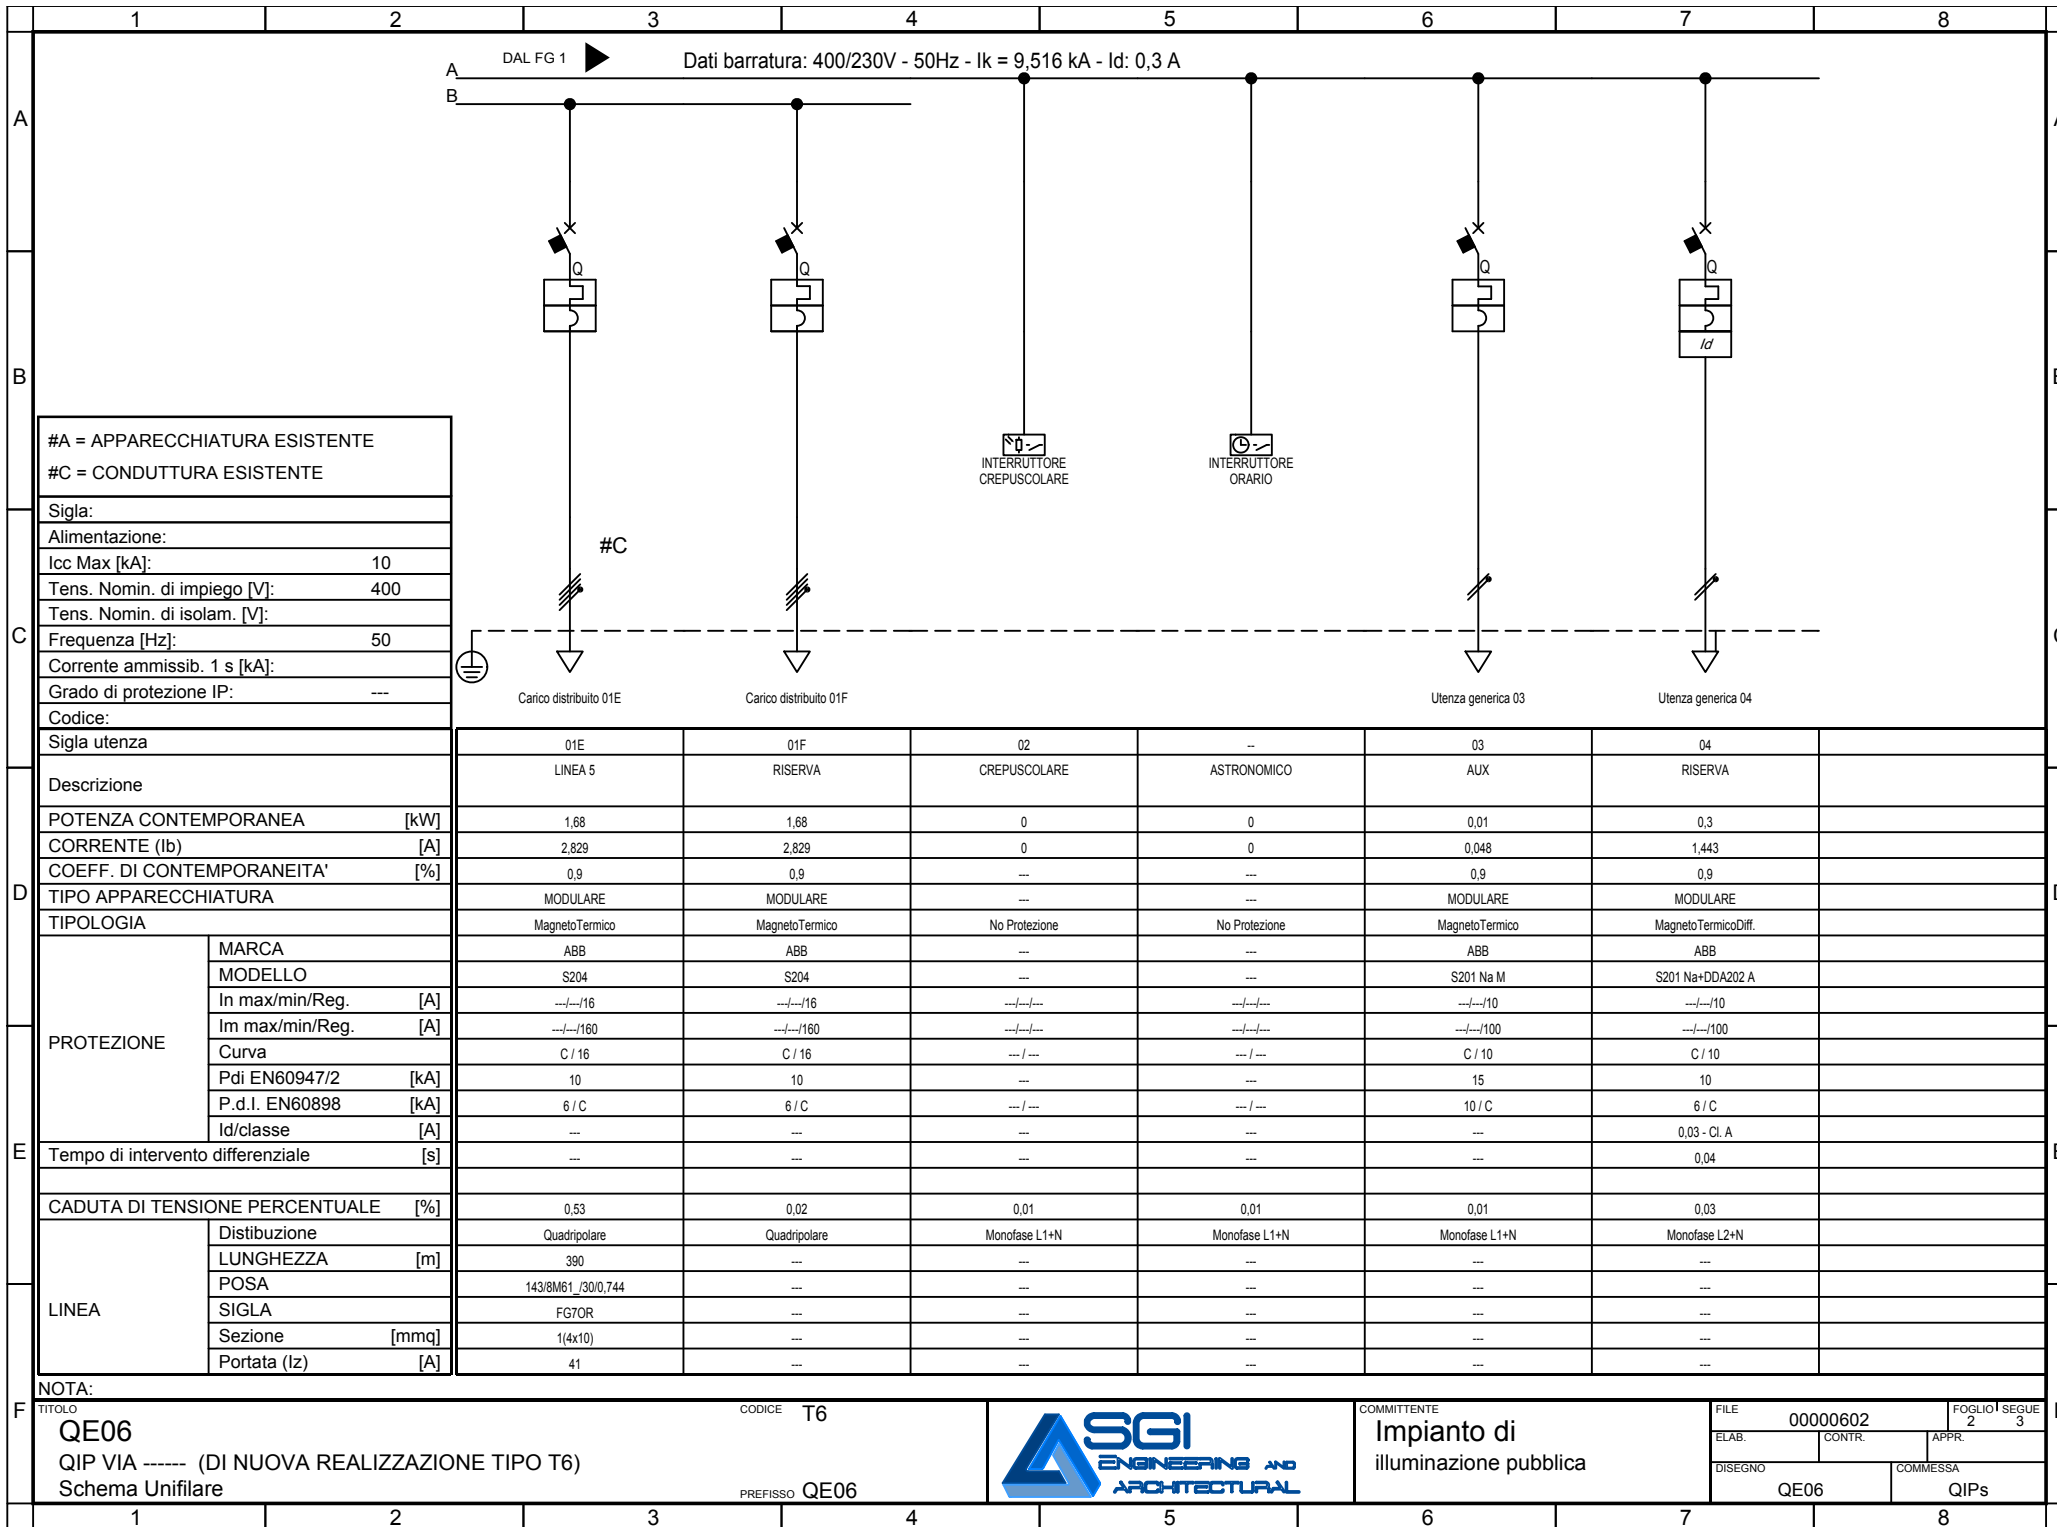 1 2 3 4 5 6 7 8
DAL FG 1 Dati barratura: 400/230V - 50Hz - Ik = 9,516 kA - Id: 0,3 A
A
B
A
Q Q Q Q
Id
B
#A = APPARECCHIATURA ESISTENTE
#C = CONDUTTURA ESISTENTE
INTERRUTTORE
CREPUSCOLARE
INTERRUTTORE
ORARIO
Sigla:
Alimentazione:
#C
Icc Max [kA]: 10
Tens. Nomin. di impiego [V]: 400
Tens. Nomin. di isolam. [V]:
C
Frequenza [Hz]: 50
Corrente ammissib. 1 s [kA]:
Grado di protezione IP: ---
Codice:
Carico distribuito 01E Carico distribuito 01F Utenza generica 03 Utenza generica 04
Sigla utenza 01E 01F 02 -- 03 04
Descrizione LINEA 5 RISERVA CREPUSCOLARE ASTRONOMICO AUX RISERVA
POTENZA CONTEMPORANEA [kW] 1,68 1,68 0 0 0,01 0,3
CORRENTE (Ib) [A] 2,829 2,829 0 0 0,048 1,443
COEFF. DI CONTEMPORANEITA' [%] 0,9 0,9 --- --- 0,9 0,9
D
TIPO APPARECCHIATURA MODULARE MODULARE --- --- MODULARE MODULARE
TIPOLOGIA MagnetoTermico MagnetoTermico No Protezione No Protezione MagnetoTermico MagnetoTermicoDiff.
PROTEZIONE
MARCA ABB ABB --- --- ABB ABB
MODELLO S204 S204 --- --- S201 Na M S201 Na+DDA202 A
In max/min/Reg. [A] ---/---/16 ---/---/16 ---/---/--- ---/---/--- ---/---/10 ---/---/10
Im max/min/Reg. [A] ---/---/160 ---/---/160 ---/---/--- ---/---/--- ---/---/100 ---/---/100
Curva C / 16 C / 16 --- / --- --- / --- C / 10 C / 10
Pdi EN60947/2 [kA] 10 10 --- --- 15 10
P.d.I. EN60898 [kA] 6 / C 6 / C --- / --- --- / --- 10 / C 6 / C
Id/classe [A] --- --- --- --- --- 0,03 - Cl. A
E
Tempo di intervento differenziale [s] --- --- --- --- --- 0,04
CADUTA DI TENSIONE PERCENTUALE [%] 0,53 0,02 0,01 0,01 0,01 0,03
LINEA
Distibuzione Quadripolare Quadripolare Monofase L1+N Monofase L1+N Monofase L1+N Monofase L2+N
LUNGHEZZA [m] 390 --- --- --- --- ---
POSA 143/8M61_/30/0,744 --- --- --- --- ---
SIGLA FG7OR --- --- --- --- ---
Sezione [mmq] 1(4x10) --- --- --- --- ---
Portata (Iz) [A] 41 --- --- --- --- ---
NOTA:
F
TITOLO
QE06
QIP VIA ------ (DI NUOVA REALIZZAZIONE TIPO T6)
Schema Unifilare
CODICE T6
PREFISSO QE06
SGI
ENGINEERING AND
ARCHITECTURAL
COMMITTENTE
Impianto di
illuminazione pubblica
FILE 00000602
FOGLIO 2 SEGUE 3
ELAB. CONTR. APPR.
DISEGNO QE06
COMMESSA QIPs
1 2 3 4 5 6 7 8